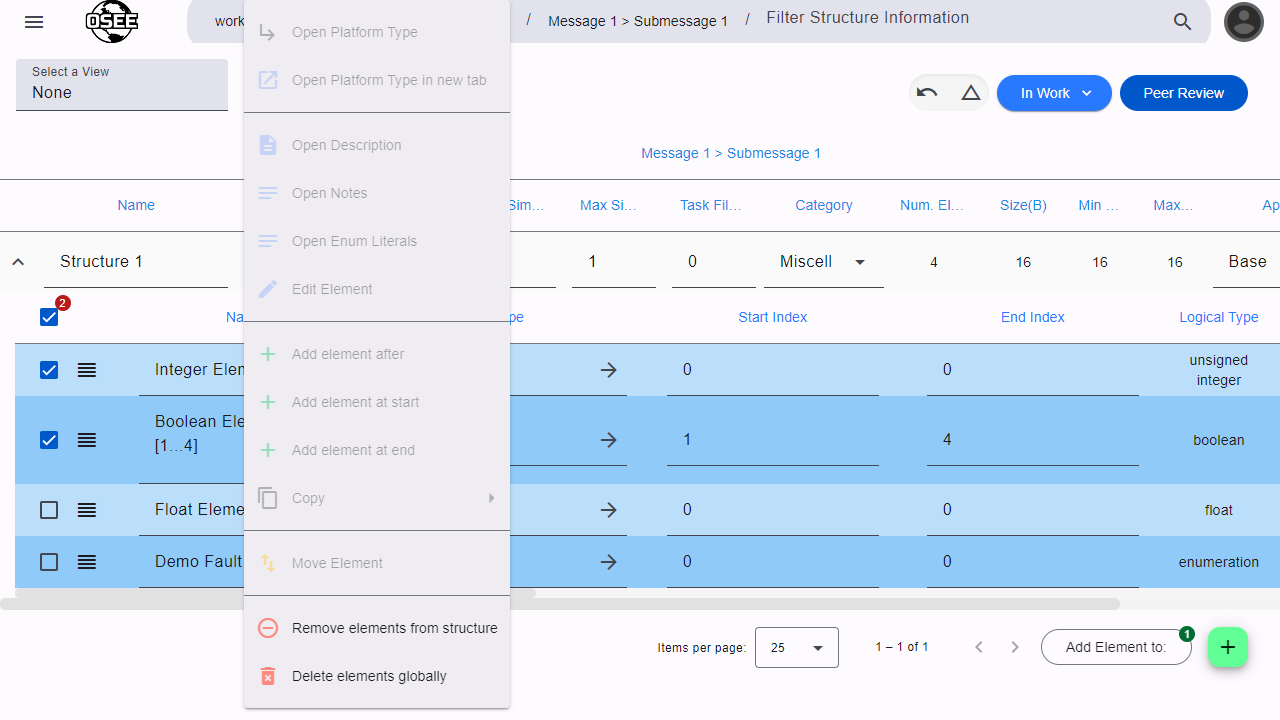 OSEE
work
/
Message 1 > Submessage 1
/
Filter Structure Information
Select a View
None
In Work
Peer Review
Message 1 > Submessage 1
Name
Sim…
Max Si…
Task Fil…
Category
Num. El…
Size(B)
Min …
Max…
Ap
Structure 1
1
0
Miscell
4
16
16
16
Base
2
Na
pe
Start Index
End Index
Logical Type
Integer Elem
0
0
unsigned
integer
Boolean Ele
[1...4]
1
4
boolean
Float Eleme
0
0
float
Demo Fault
0
0
enumeration
Open Platform Type
Open Platform Type in new tab
Open Description
Open Notes
Open Enum Literals
Edit Element
Add element after
Add element at start
Add element at end
Copy
Move Element
Remove elements from structure
Delete elements globally
Items per page:
25
1 – 1 of 1
Add Element to:
1